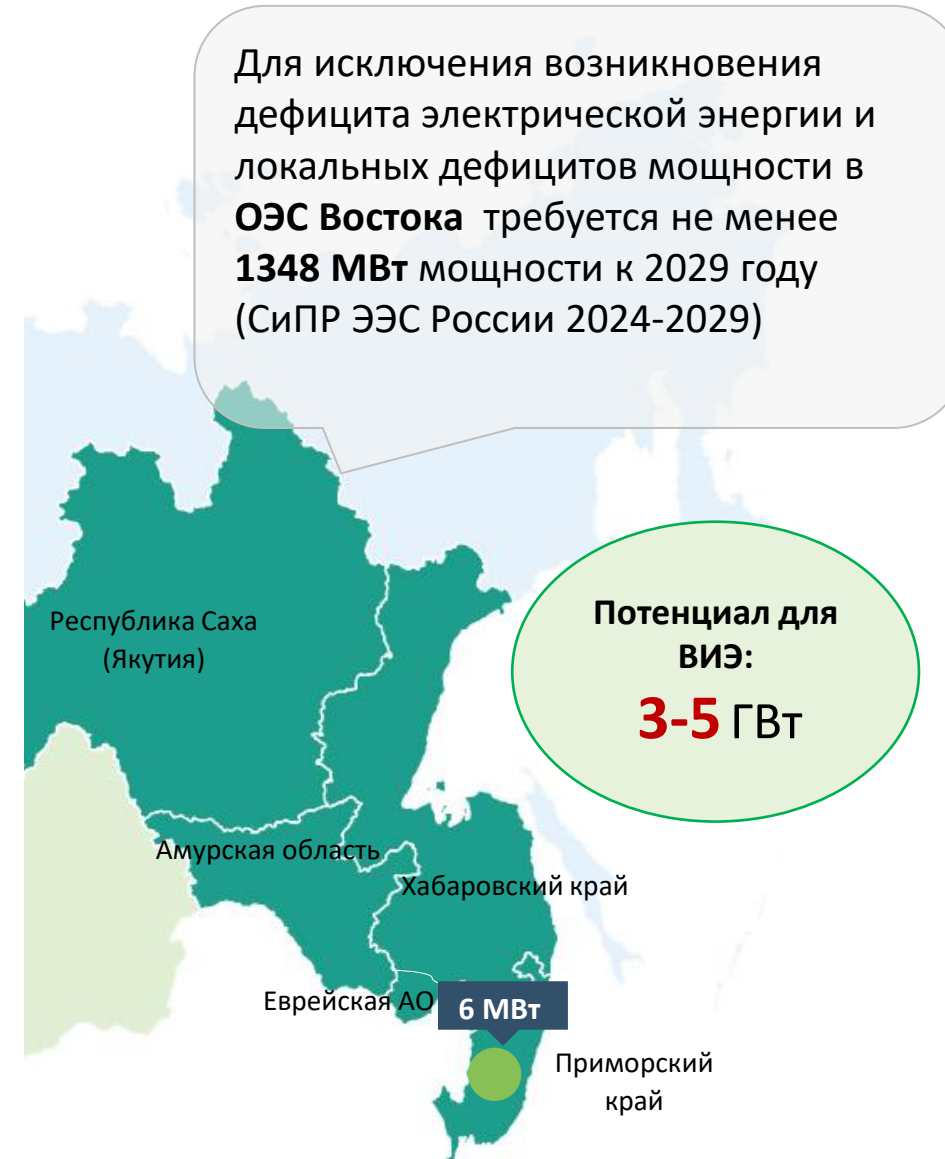 Для исключения возникновения
дефицита электрической энергии и
локальных дефицитов мощности в
ОЭС Востока требуется не менее
1348 МВт мощности к 2029 году
(СиПР ЭЭС России 2024-2029)
Республика Саха
(Якутия)
Потенциал для
ВИЭ:
3-5 ГВт
Амурская область
Хабаровский край
Еврейская АО
6 МВт
Приморский
край